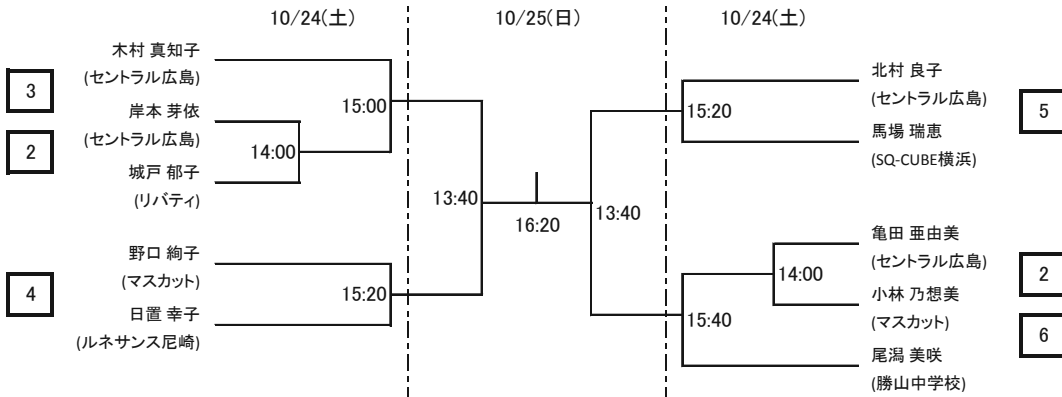 10/24(土)
10/25(日)
10/24(土)
木村 真知子
(セントラル広島)
3
15:00
岸本 芽依
(セントラル広島)
2
14:00
城戸 郁子
(リバティ)
13:40
野口 絢子
(マスカット)
4
15:20
日置 幸子
(ルネサンス尼崎)
16:20
北村 良子
(セントラル広島)
5
15:20
馬場 瑞恵
(SQ-CUBE横浜)
13:40
亀田 亜由美
(セントラル広島)
2
14:00
小林 乃想美
(マスカット)
6
15:40
尾潟 美咲
(勝山中学校)